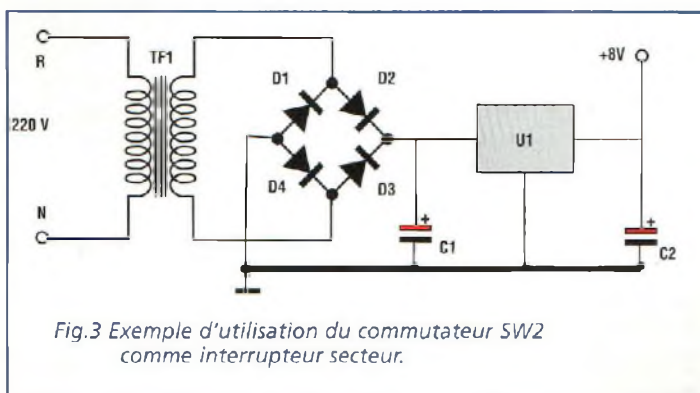 R
TF1
D1
D2
+8V
220 V
U1
N
D4
D3
+
C1
+
C2
Fig.3 Exemple d'utilisation du commutateur SW2
comme interrupteur secteur.